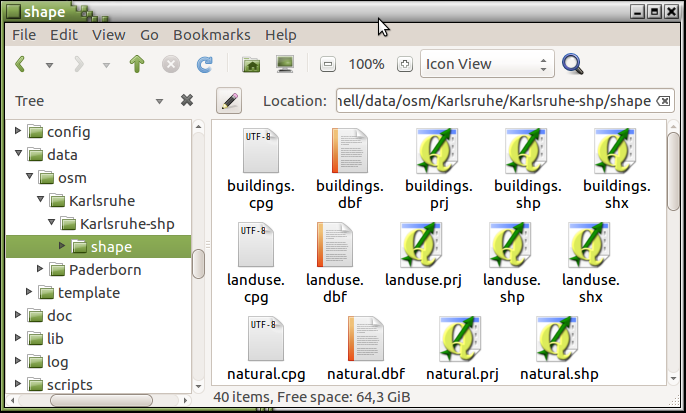 shape
File Edit View Go Bookmarks Help
100% Icon View
Tree Location: nell/data/osm/Karlsruhe/Karlsruhe-shp/shape
config
data
osm
Karlsruhe
Karlsruhe-shp
shape
Paderborn
template
doc
lib
log
scripts
UTF-8
buildings. buildings. buildings. buildings. buildings.
cpg dbf prj shp shx
UTF-8
landuse. landuse. landuse.prj landuse. landuse.
cpg dbf shp shx
UTF-8
natural.cpg natural.dbf natural.prj natural.shp
40 items, Free space: 64,3 GiB